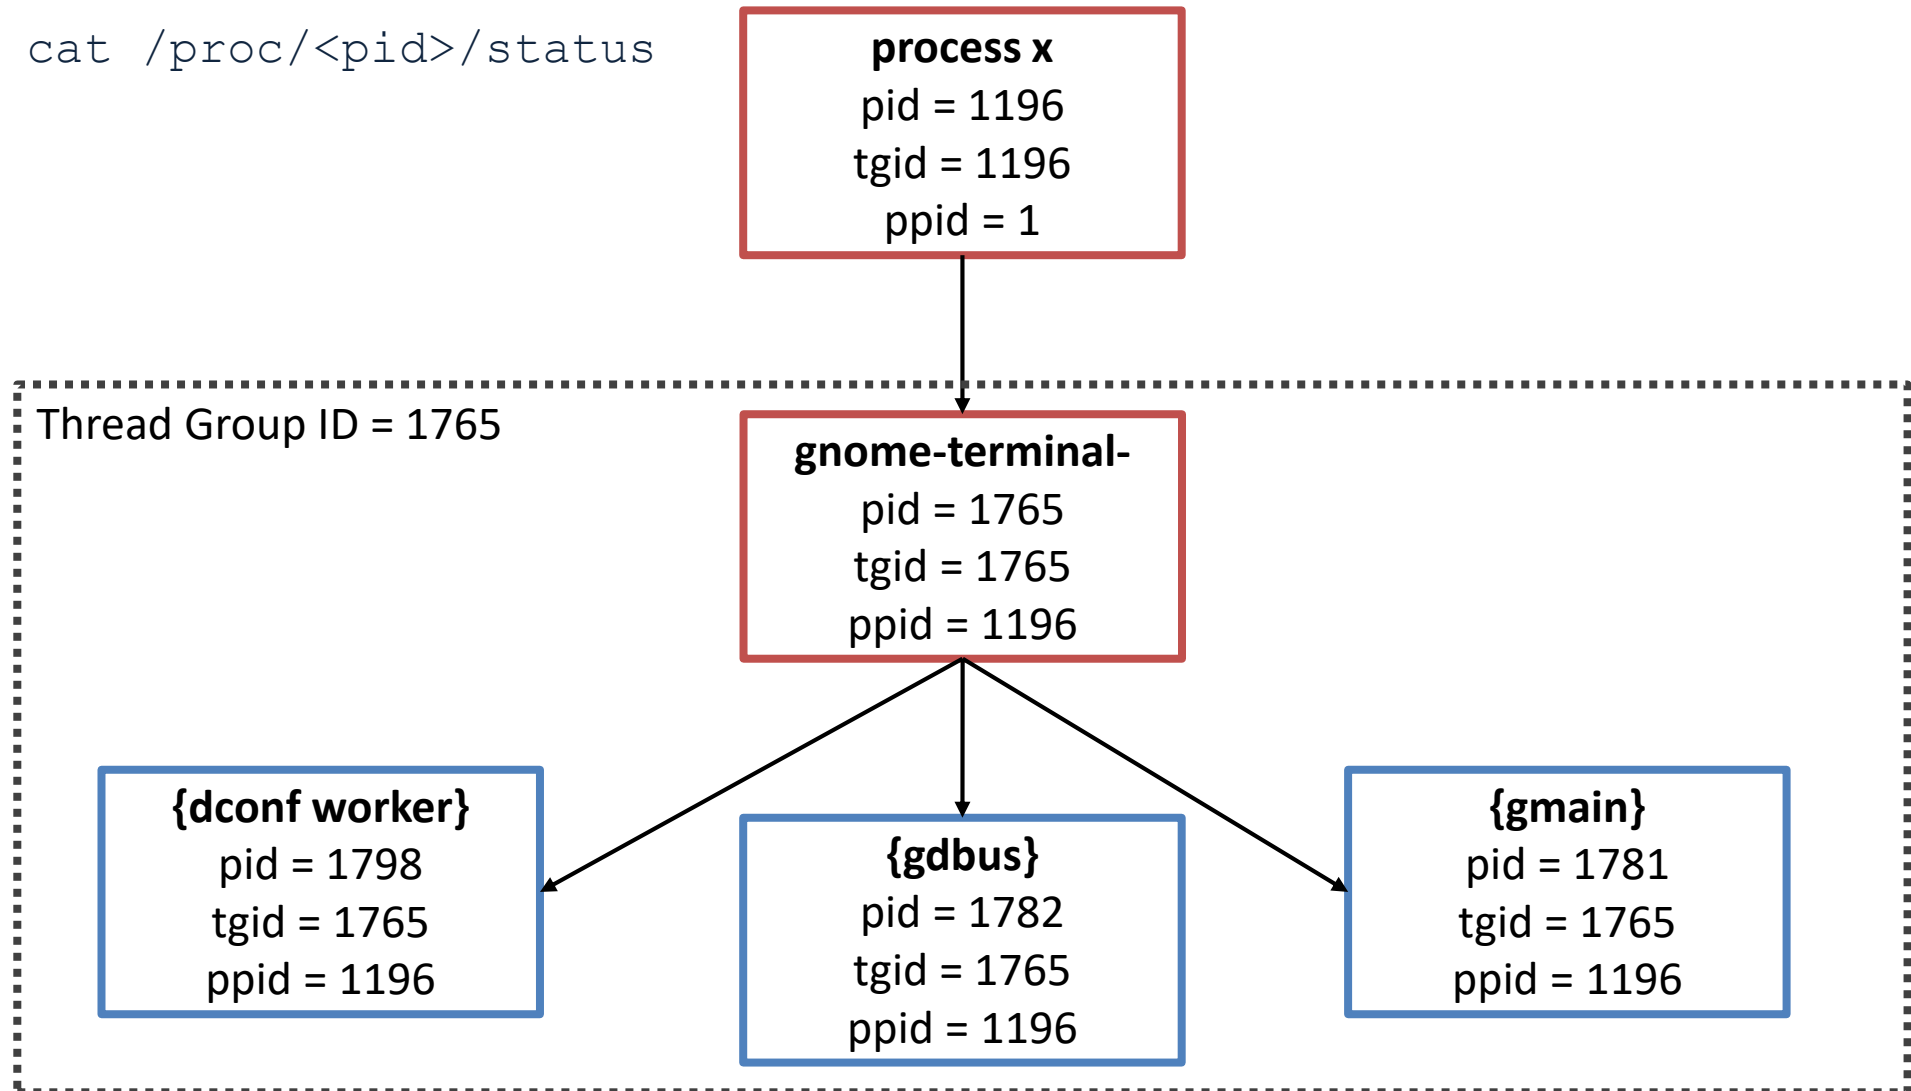 cat /proc/<pid>/status
process x
pid = 1196
tgid = 1196
ppid = 1
Thread Group ID = 1765
gnome-terminal-
pid = 1765
tgid = 1765
ppid = 1196
{dconf worker}
pid = 1798
tgid = 1765
ppid = 1196
{gdbus}
pid = 1782
tgid = 1765
ppid = 1196
{gmain}
pid = 1781
tgid = 1765
ppid = 1196